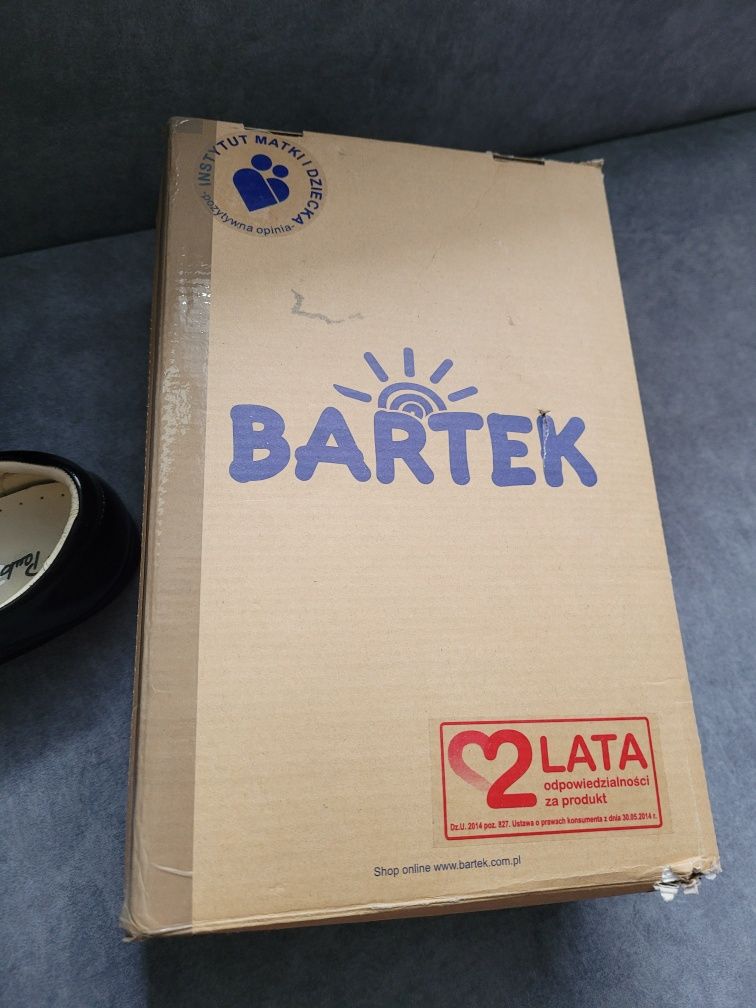 INSTYTUT MATKI I DZIECKA
-pozytywna opinia-
BARTEK
2 LATA
odpowiedzialności
za produkt
Dz.U. 2014 poz. 827. Ustawa o prawach konsumenta z dnia 30.05.2014 r.
Shop online www.bartek.com.pl